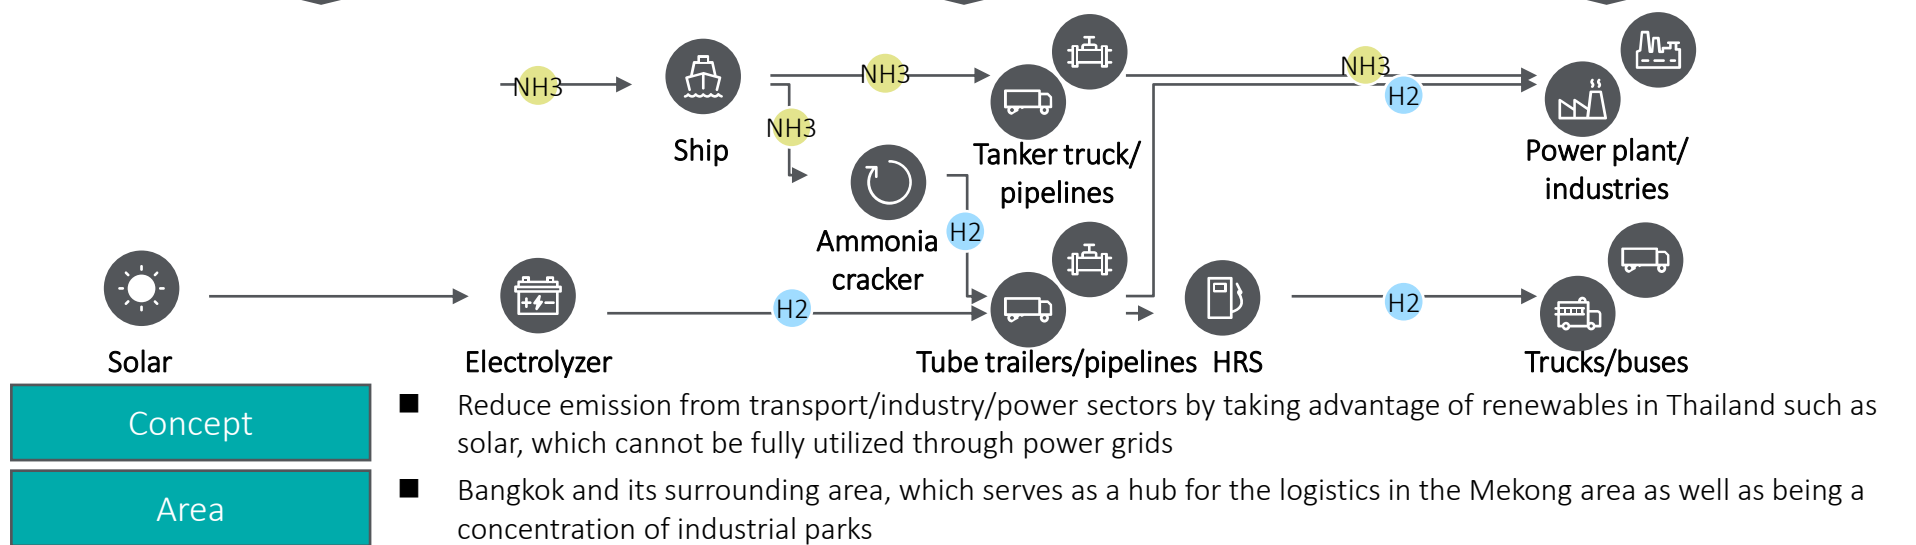 NH3
NH3
NH3
H2
NH3
Ship
Tanker truck/
pipelines
Power plant/
industries
Ammonia
cracker
H2
H2
H2
Solar
Electrolyzer
Tube trailers/pipelines
HRS
Trucks/buses
Concept
■ Reduce emission from transport/industry/power sectors by taking advantage of renewables in Thailand such as
solar, which cannot be fully utilized through power grids
Area
■ Bangkok and its surrounding area, which serves as a hub for the logistics in the Mekong area as well as being a
concentration of industrial parks